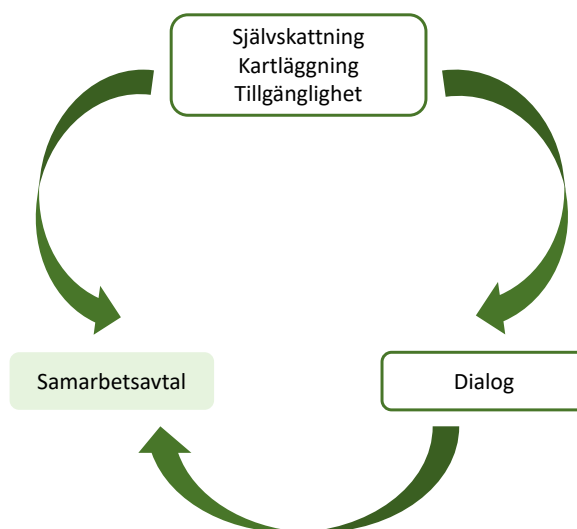 Självskattning
Kartläggning
Tillgänglighet
Samarbetsavtal
Dialog